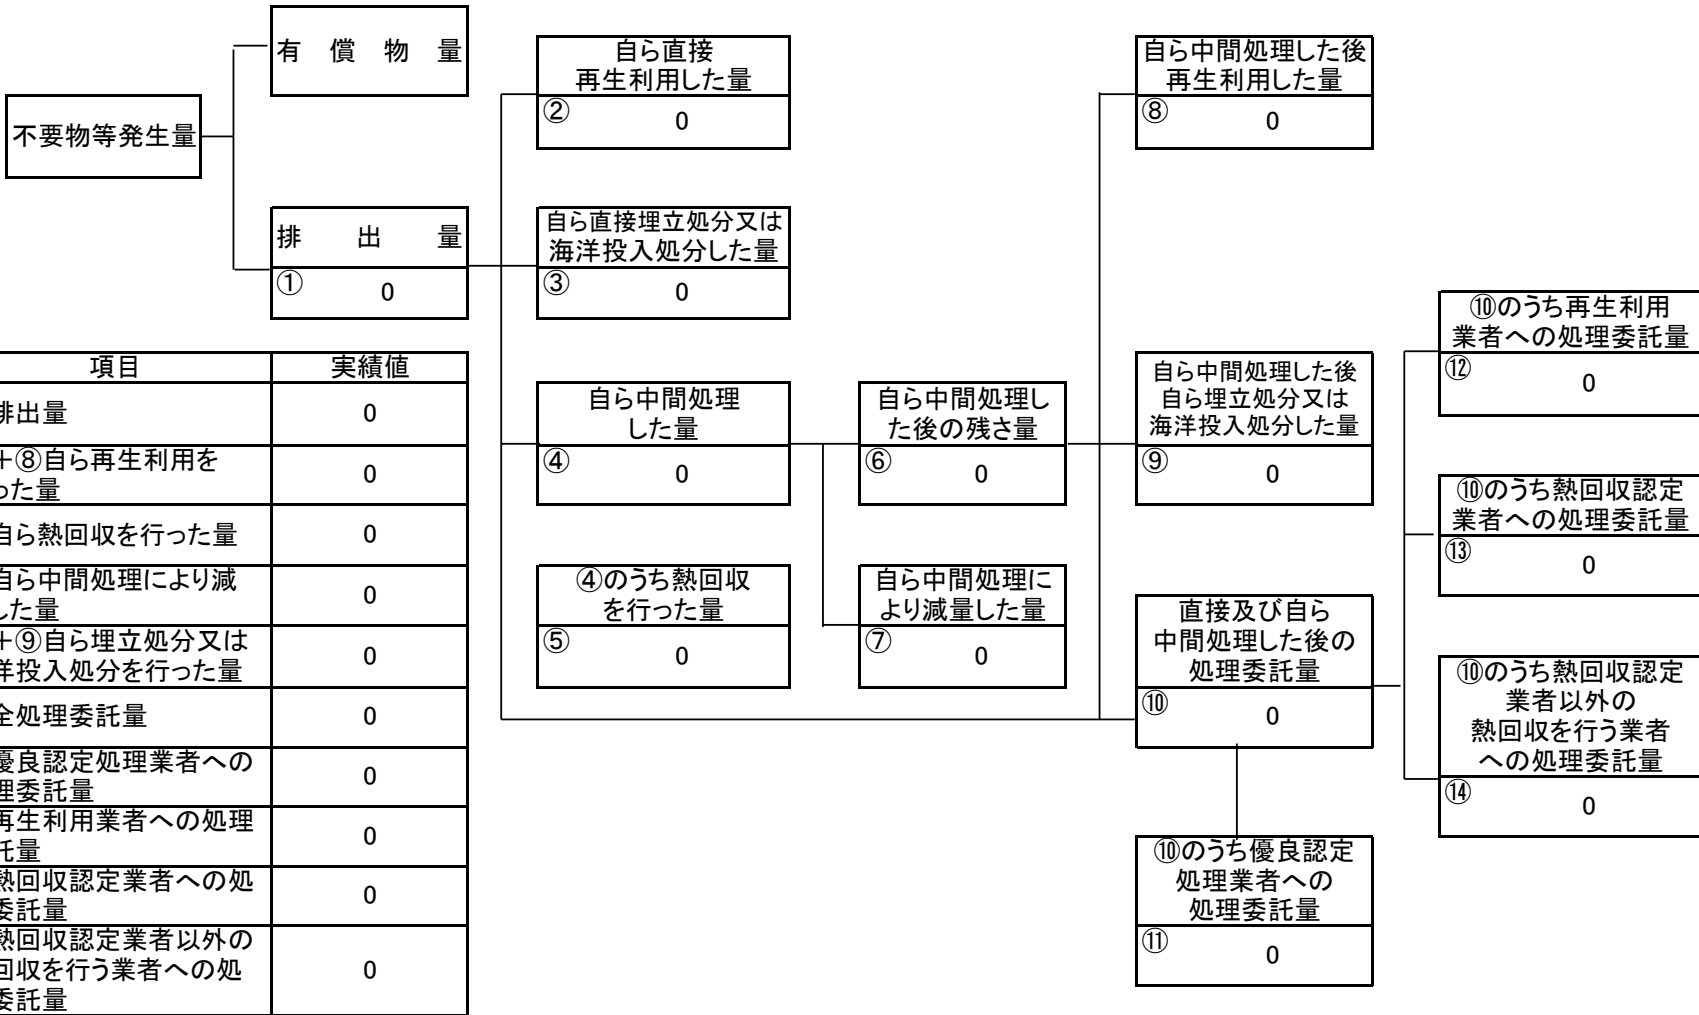 有償物量
不要物等発生量
排出量
①
0
自ら直接
再生利用した量
②
0
自ら直接埋立処分又は
海洋投入処分した量
③
0
自ら中間処理
した量
④
0
④のうち熱回収
を行った量
⑤
0
自ら中間処理し
た後の残さ量
⑥
0
自ら中間処理に
より減量した量
⑦
0
自ら中間処理した後
再生利用した量
⑧
0
自ら中間処理した後
自ら埋立処分又は
海洋投入処分した量
⑨
0
直接及び自ら
中間処理した後の
処理委託量
⑩
0
⑩のうち優良認定
処理業者への
処理委託量
⑪
0
⑩のうち再生利用
業者への処理委託量
⑫
0
⑩のうち熱回収認定
業者への処理委託量
⑬
0
⑩のうち熱回収認定
業者以外の
熱回収を行う業者
への処理委託量
⑭
0
項目 実績値
排出量 0
+⑧自ら再生利用を
った量 0
自ら熱回収を行った量 0
自ら中間処理により減
した量 0
+⑨自ら埋立処分又は
洋投入処分を行った量 0
全処理委託量 0
優良認定処理業者への
理委託量 0
再生利用業者への処理
託量 0
熱回収認定業者への処
委託量 0
熱回収認定業者以外の
回収を行う業者への処
委託量 0